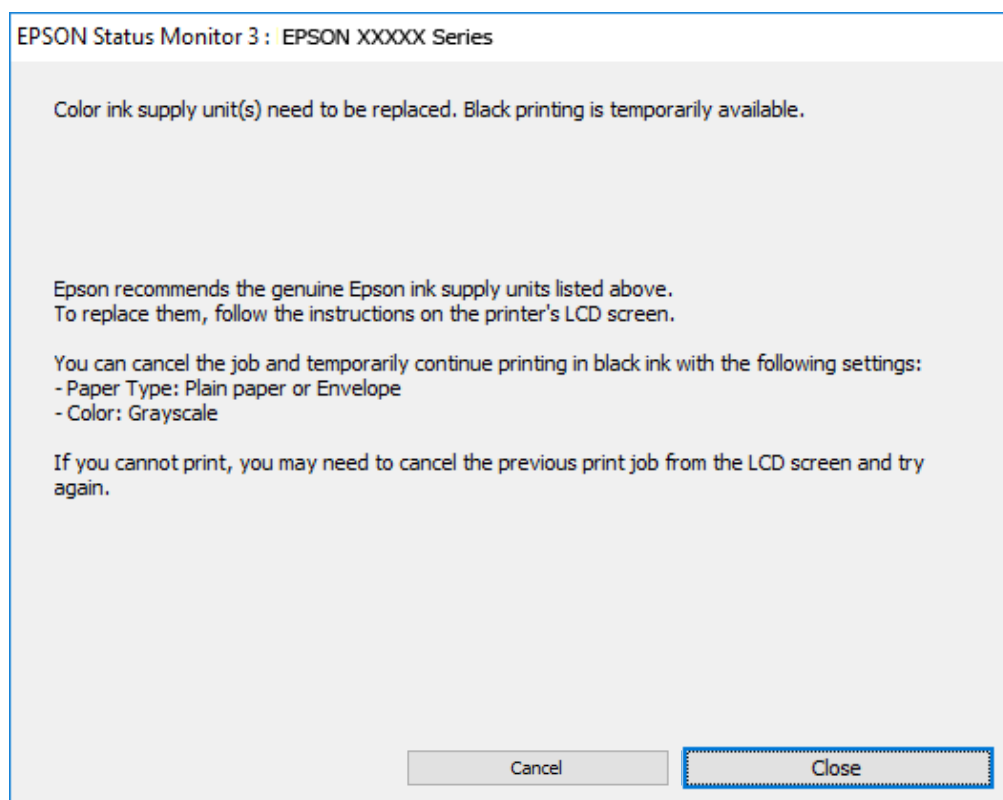 EPSON Status Monitor 3 : EPSON XXXXX Series
Color ink supply unit(s) need to be replaced. Black printing is temporarily available.
Epson recommends the genuine Epson ink supply units listed above.
To replace them, follow the instructions on the printer's LCD screen.
You can cancel the job and temporarily continue printing in black ink with the following settings:
- Paper Type: Plain paper or Envelope
- Color: Grayscale
If you cannot print, you may need to cancel the previous print job from the LCD screen and try
again.
Cancel Close